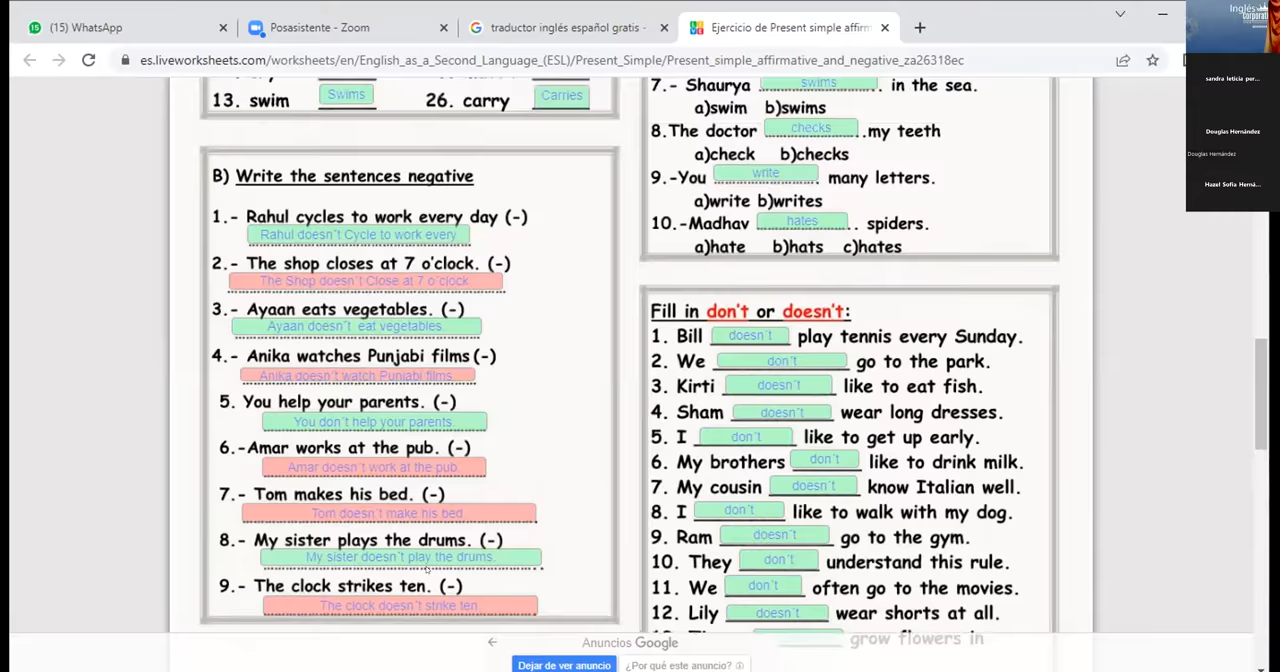 (15) WhatsApp
Posasistente - Zoom
traductor inglés español gratis -
Ejercicio de Present simple affirm
es.liveworksheets.com/worksheets/en/English_as_a_Second_Language_(ESL)/Present_Simple/Present_simple_affirmative_and_negative_za26318ec
Inglés
Corporat
sandra leticia per...
Douglas Hernández
Douglas Hernández
Hazel Sofia Herná...
13. swim Swims 26. carry Carries
B) Write the sentences negative
1.- Rahul cycles to work every day (-)
Rahul doesn´t Cycle to work every
2.- The shop closes at 7 o'clock. (-)
The Shop doesn´t Close at 7 o'clock
3.- Ayaan eats vegetables. (-)
Ayaan doesn´t eat vegetables.
4.- Anika watches Punjabi films (-)
Anika doesn´t watch Punjabi films.
5. You help your parents. (-)
You don´t help your parents.
6.-Amar works at the pub. (-)
Amar doesn´t work at the pub.
7.- Tom makes his bed. (-)
Tom doesn´t make his bed.
8.- My sister plays the drums. (-)
My sister doesn´t play the drums.
9.- The clock strikes ten. (-)
The clock doesn´t strike ten
7.- Shaurya swims. in the sea.
a)swim b)swims
8.The doctor checks..my teeth
a)check b)checks
9.-You write many letters.
a)write b)writes
10.-Madhav hates.. spiders.
a)hate b)hats c)hates
Fill in don't or doesn't:
1. Bill doesn´t play tennis every Sunday.
2. We don´t go to the park.
3. Kirti doesn´t like to eat fish.
4. Sham doesn´t wear long dresses.
5. I don´t like to get up early.
6. My brothers don´t like to drink milk.
7. My cousin doesn´t know Italian well.
8. I don´t like to walk with my dog.
9. Ram doesn´t go to the gym.
10. They don´t understand this rule.
11. We don´t often go to the movies.
12. Lily doesn´t wear shorts at all.
grow flowers in
Anuncios Google
Dejar de ver anuncio
¿Por qué este anuncio?